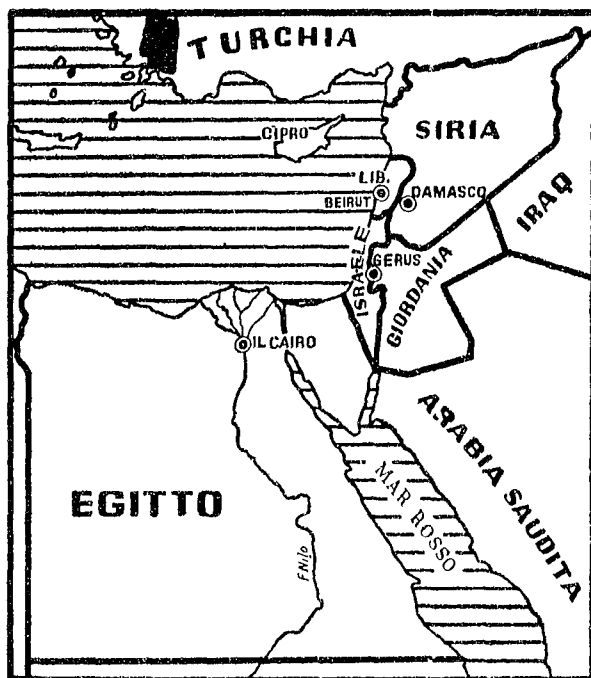 TURCHIA
CIPRO
SIRIA
LIB.
BEIRUT
DAMASCO
IRAQ
ISRAELE
GERUS
GIORDANIA
IL CAIRO
ARABIA SAUDITA
EGITTO
MAR ROSSO
F. Nilo